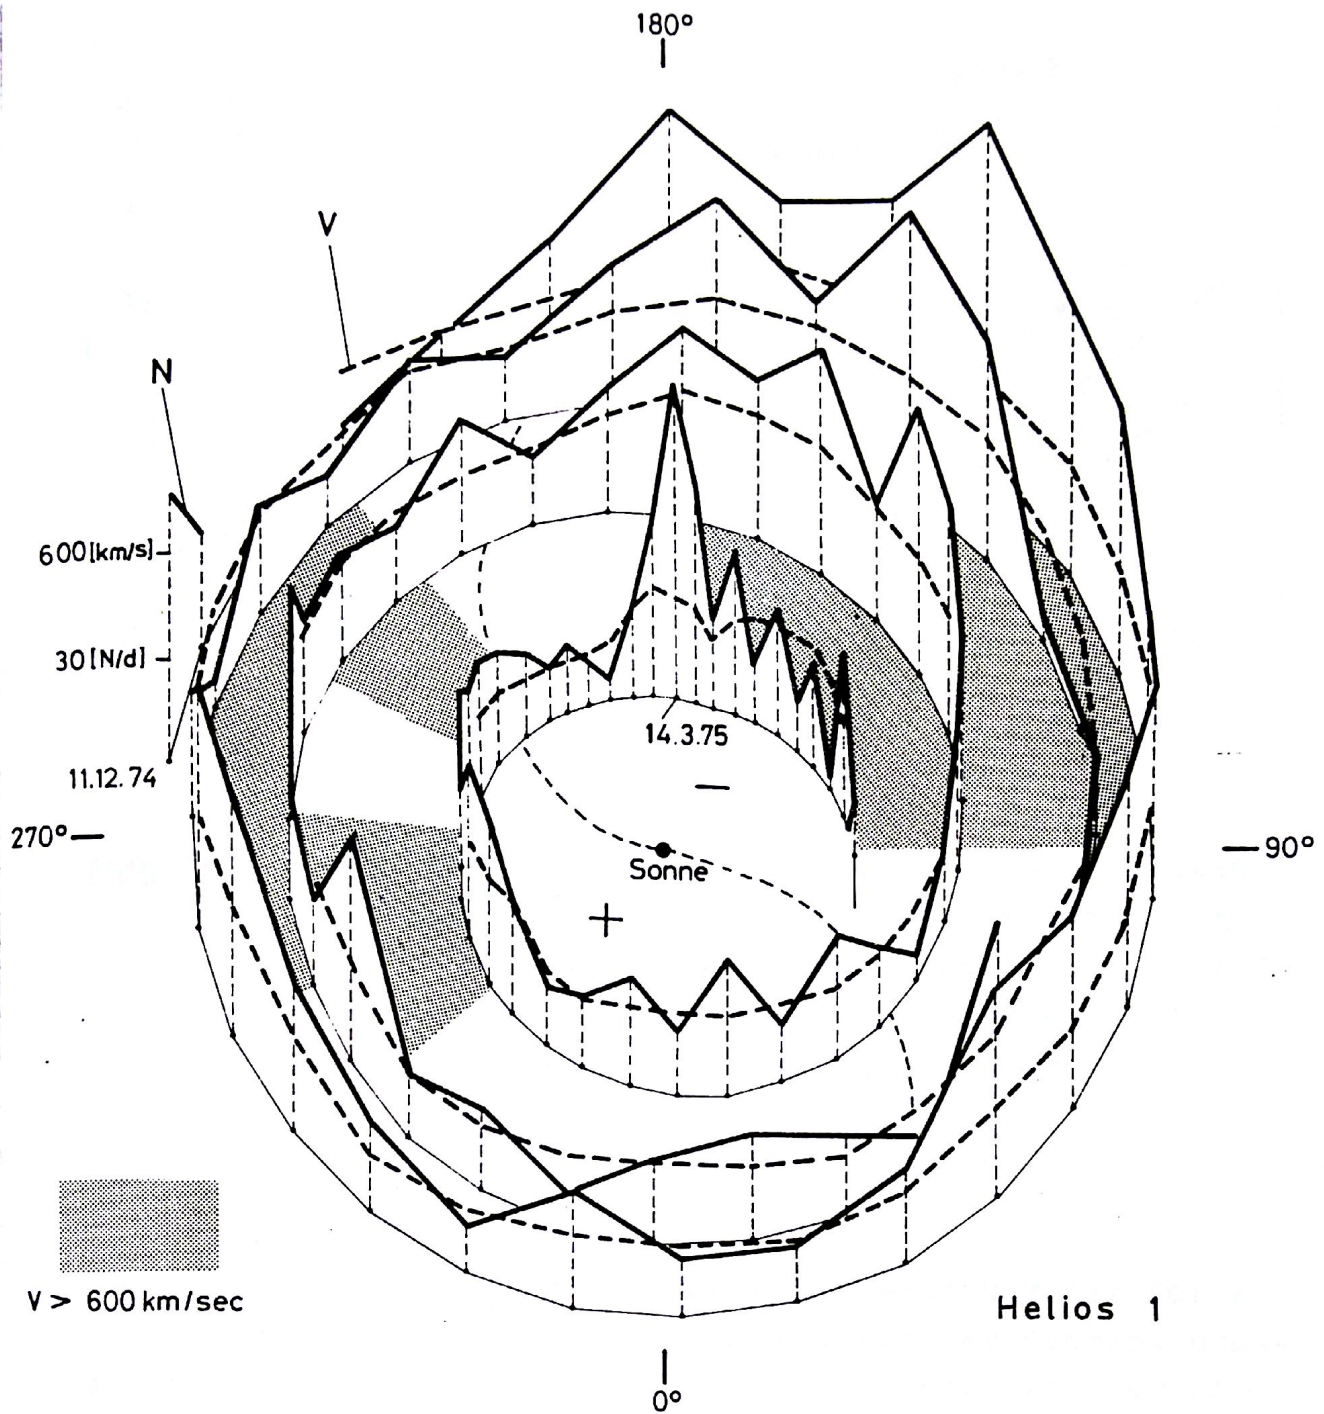 180°
V
N
600[km/s]
30[N/d]
14.3.75
11.12.74
−
270°
90°
Sonne
+
V > 600 km/sec
Helios 1
0°